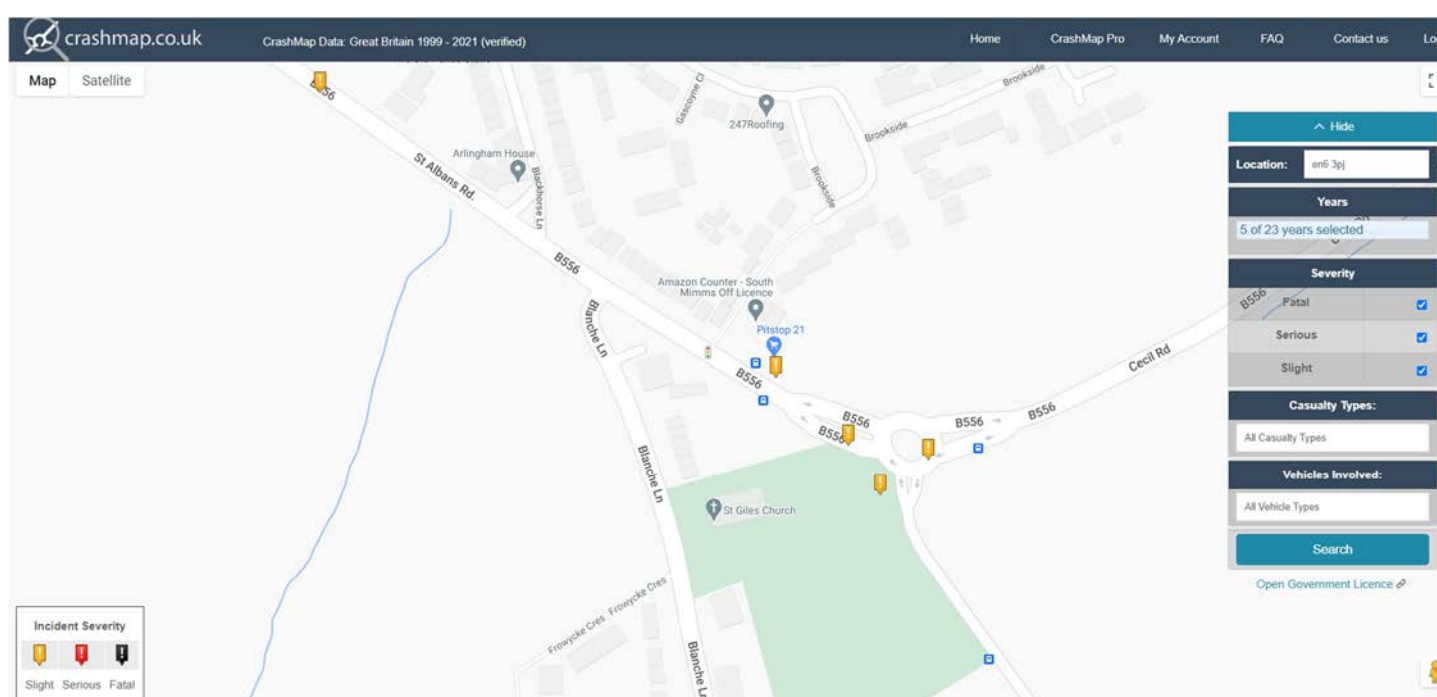 crashmap.co.uk
CrashMap Data: Great Britain 1999 - 2021 (verified)
Home
CrashMap Pro
My Account
FAQ
Contact us
Map
Satellite
B556
St Albans Rd.
Arlingham House
Blackhorse Ln
Gascoyne Cl
247Roofing
Brookside
Brookside
Brookside
B556
Blanche Ln
Amazon Counter - South
Mimms Off Licence
Pitstop 21
B556
B556
B556
B556
B556
Cecil Rd
B556
Blanche Ln
St Giles Church
Frowycke Cres
Frowycke Cres
Blanche Ln
Hide
Location:
en6 3pj
Years
5 of 23 years selected
Severity
Fatal
Serious
Slight
Casualty Types:
All Casualty Types
Vehicles Involved:
All Vehicle Types
Search
Open Government Licence
Incident Severity
Slight Serious Fatal